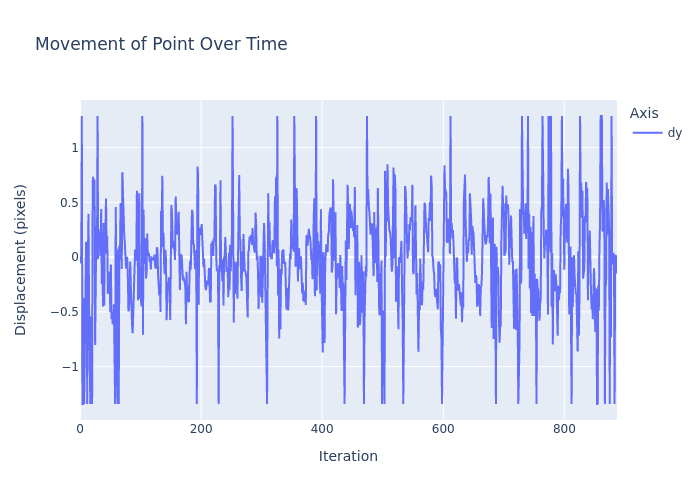 Movement of Point Over Time
Axis
dy
1
0.5
0
−0.5
−1
Displacement (pixels)
0 200 400 600 800
Iteration